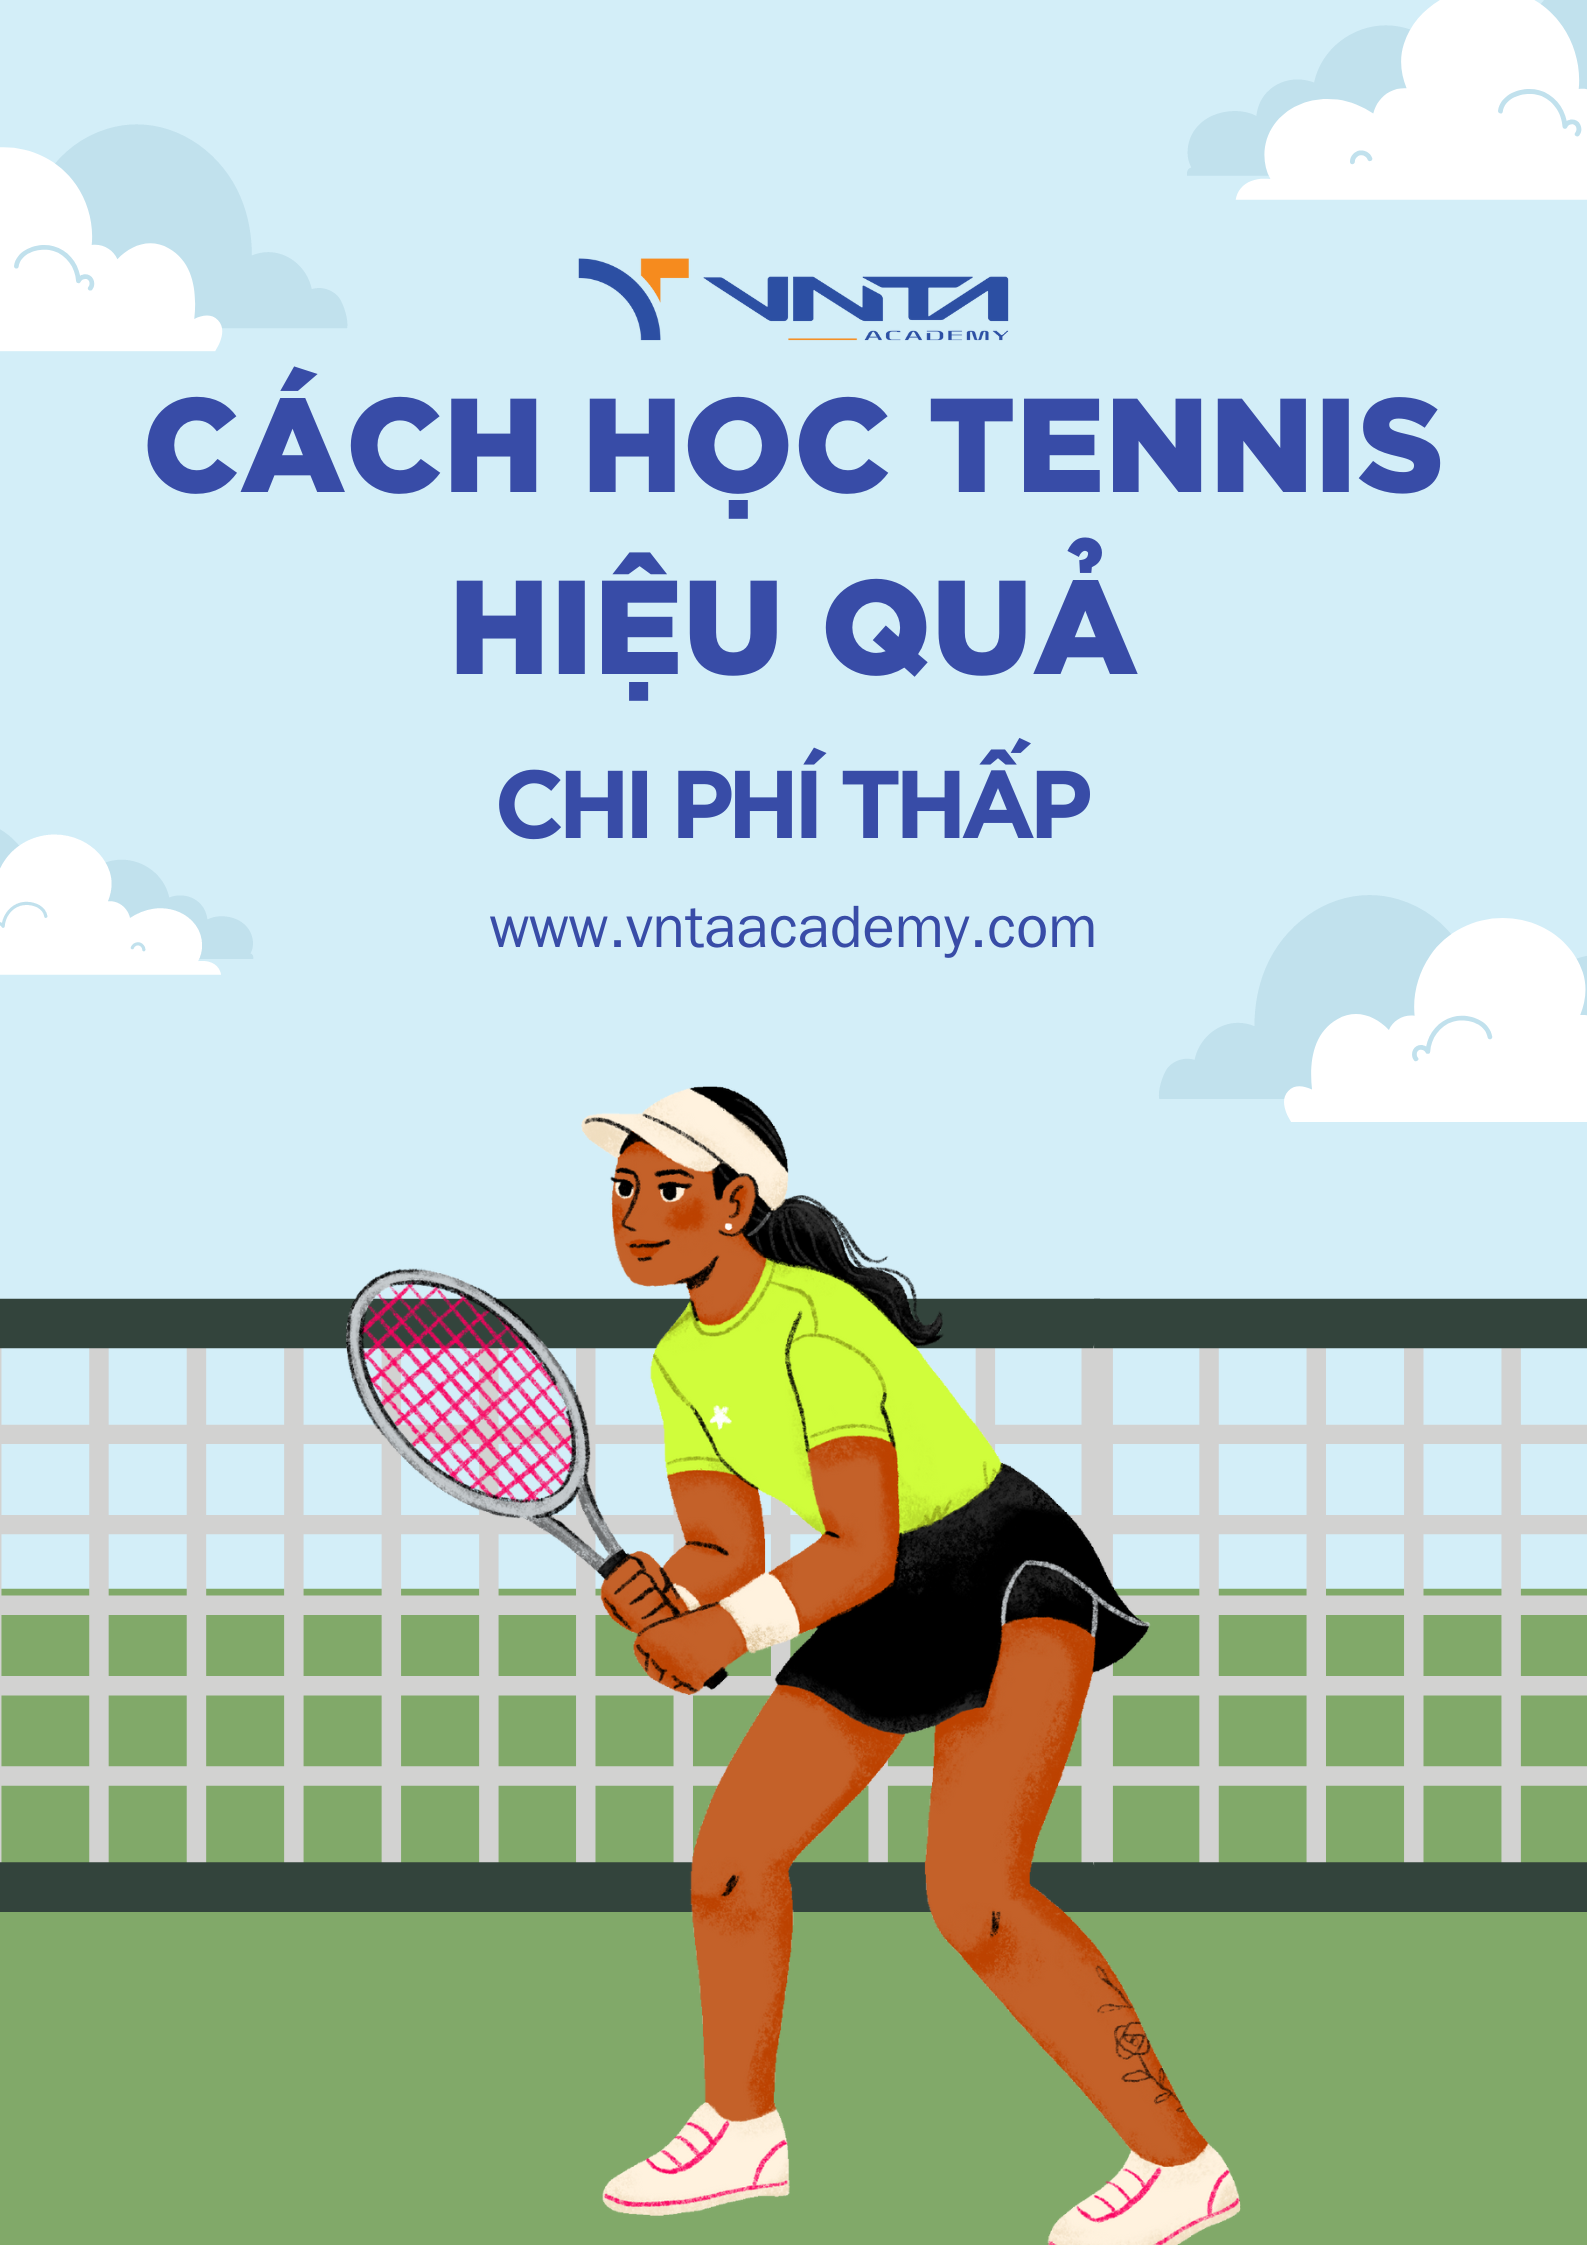 VNTA
ACADEMY
CÁCH HỌC TENNIS
HIỆU QUẢ
CHI PHÍ THẤP
www.vntaacademy.com